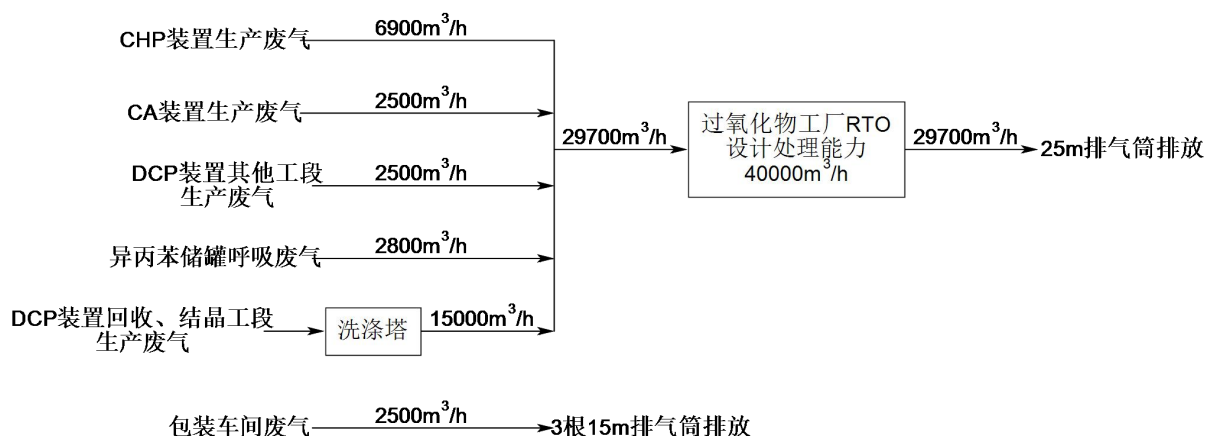 CHP装置生产废气
6900m³/h
CA装置生产废气
2500m³/h
DCP装置其他工段
生产废气
2500m³/h
异丙苯储罐呼吸废气
2800m³/h
DCP装置回收、结晶工段
生产废气
洗涤塔
15000m³/h
29700m³/h
过氧化物工厂RTO
设计处理能力
40000m³/h
29700m³/h
25m排气筒排放
包装车间废气
2500m³/h
3根15m排气筒排放